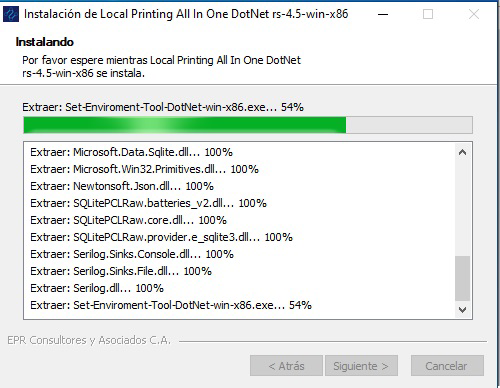 Instalación de Local Printing All In One DotNet rs-4.5-win-x86
Instalando
Por favor espere mientras Local Printing All In One DotNet
rs-4.5-win-x86 se instala.
Extraer: Set-Enviroment-Tool-DotNet-win-x86.exe... 54%
Extraer: Microsoft.Data.Sqlite.dll... 100%
Extraer: Microsoft.Win32.Primitives.dll... 100%
Extraer: Newtonsoft.Json.dll... 100%
Extraer: SQLitePCLRaw.batteries_v2.dll... 100%
Extraer: SQLitePCLRaw.core.dll... 100%
Extraer: SQLitePCLRaw.provider.e_sqlite3.dll... 100%
Extraer: Serilog.Sinks.Console.dll... 100%
Extraer: Serilog.Sinks.File.dll... 100%
Extraer: Serilog.dll... 100%
Extraer: Set-Enviroment-Tool-DotNet-win-x86.exe... 54%
EPR Consultores y Asociados C.A.
< Atrás
Siguiente >
Cancelar